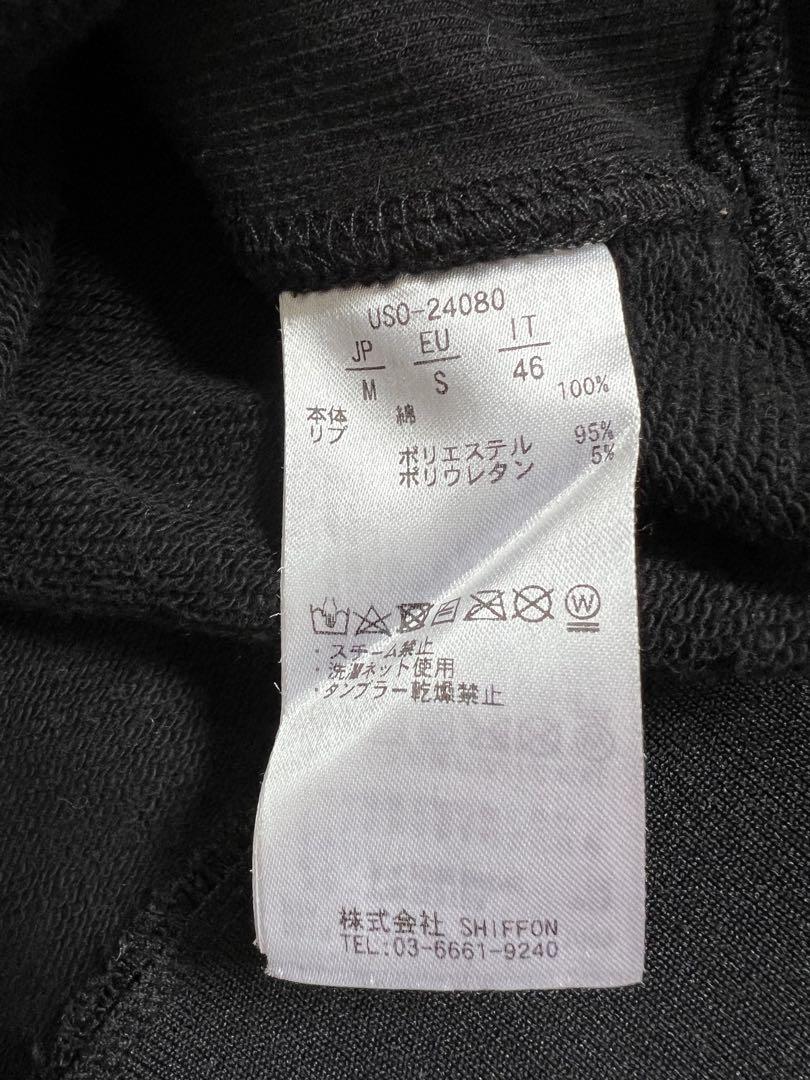 USO-24080
JP EU IT
M S 46
本体 綿 100%
リブ
ポリエステル 95%
ポリウレタン 5%
W
・スチーム禁止
・洗濯ネット使用
・タンブラー乾燥禁止
株式会社 SHIFFON
TEL:03-6661-9240